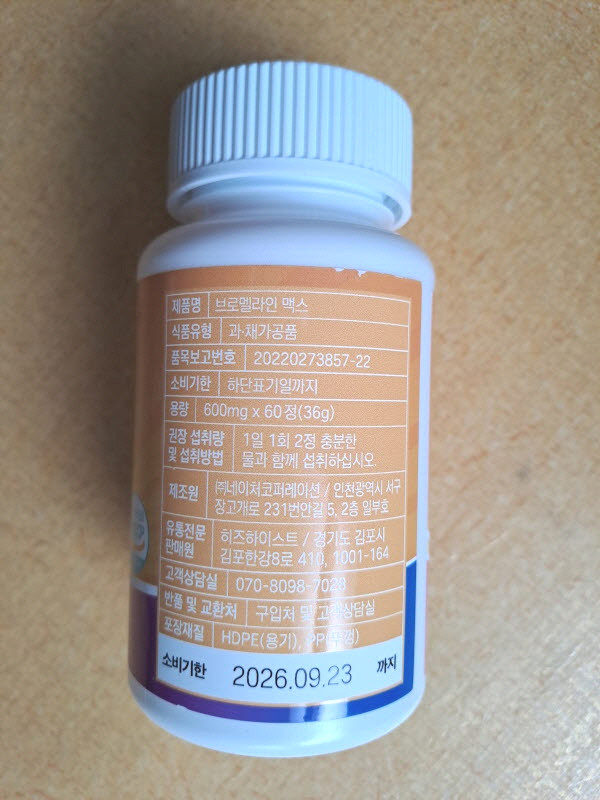 제품명 브로멜라인 맥스
식품유형 과·채가공품
품목보고번호 20220273857-22
소비기한 하단표기일까지
용량 600mg x 60정(36g)
권장 섭취량 1일 1회 2정 충분한
및 섭취방법 물과 함께 섭취하십시오.
제조원 ㈜네이처코퍼레이션 / 인천광역시 서구
장고개로 231번안길 5, 2층 일부호
유통전문 히즈하이스트 / 경기도 김포시
판매원 김포한강8로 410, 1001-164
고객상담실 070-8098-7028
반품 및 교환처 구입처 및 고객상담실
포장재질 HDPE(용기), PP(뚜껑)
소비기한 2026.09.23 까지